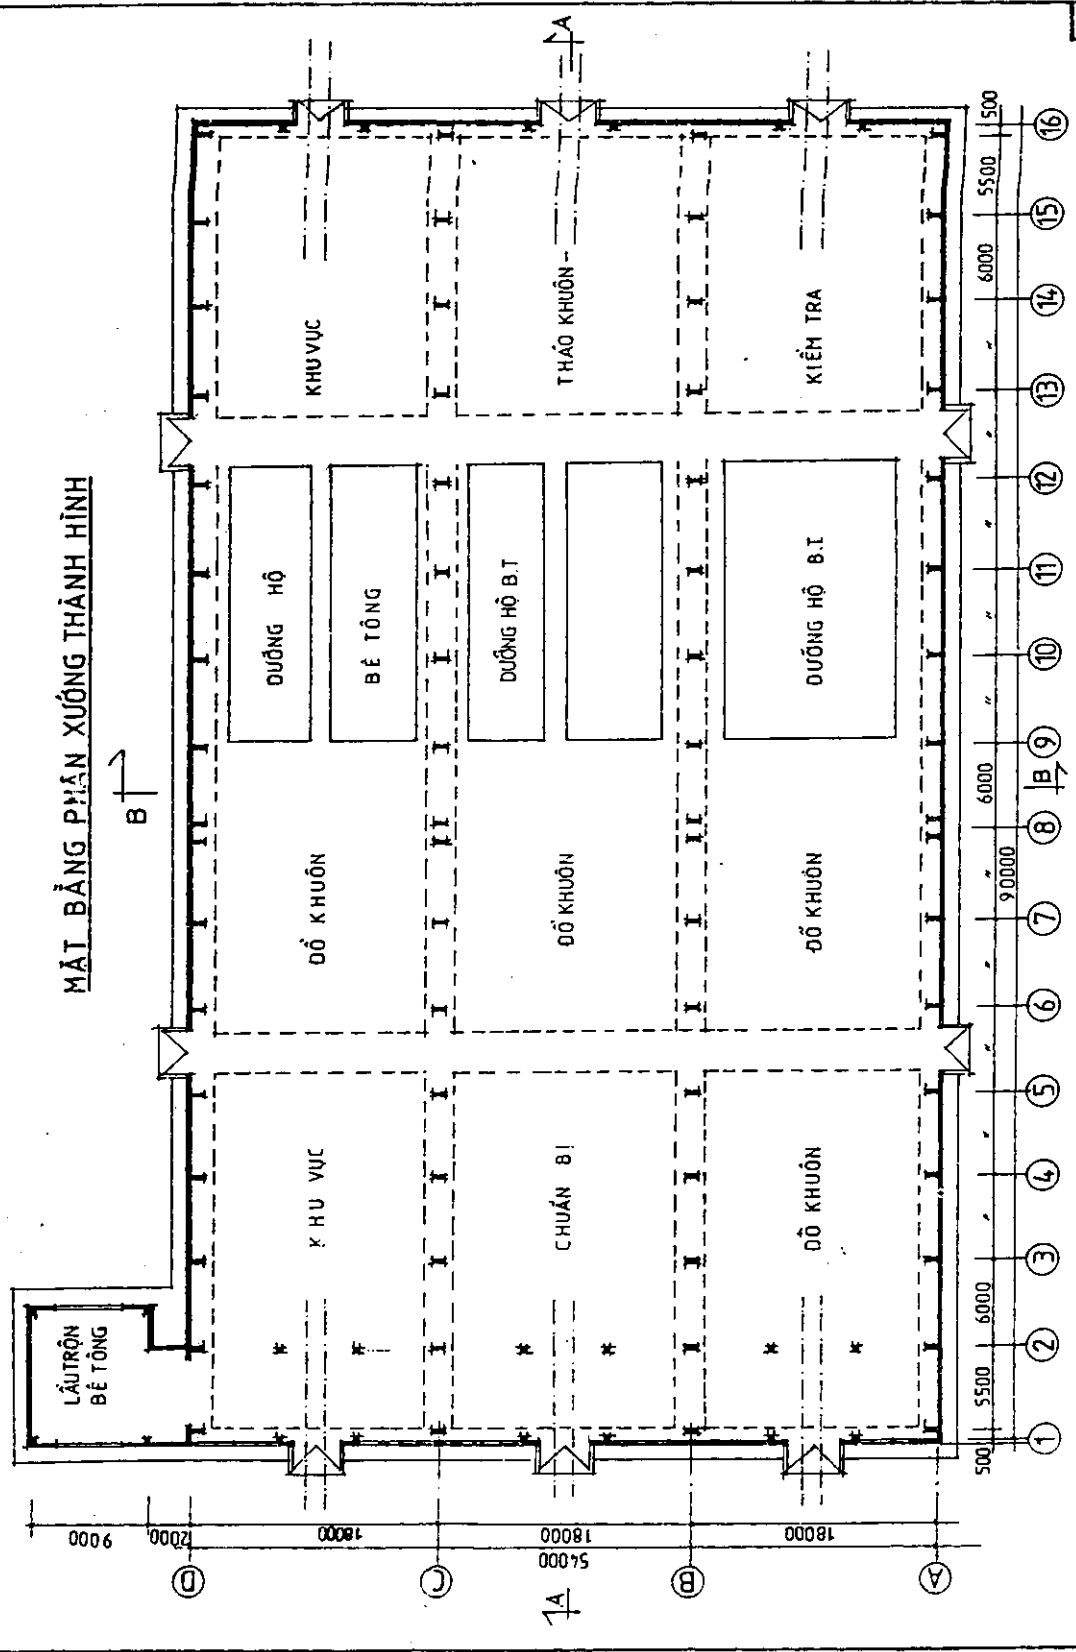 MẶT BẰNG PHÂN XƯỞNG THÀNH HÌNH
B
A
LẦU TRỘN
BÊ TÔNG
KHU VỰC
ĐỔ KHUÔN
DƯỠNG HỘ
BÊ TÔNG
KHU VỰC
CHUẨN BỊ
ĐỔ KHUÔN
DƯỠNG HỘ B.T
THÁO KHUÔN-
ĐỔ KHUÔN
ĐỔ KHUÔN
DƯỠNG HỘ B.T
KIỂM TRA
9000
2000
18000
18000
18000
54000
D
C
B
A
A
500
5500
6000
"
"
"
"
"
6000
"
"
"
"
6000
5500
500
90000
B
1
2
3
4
5
6
7
8
9
10
11
12
13
14
15
16